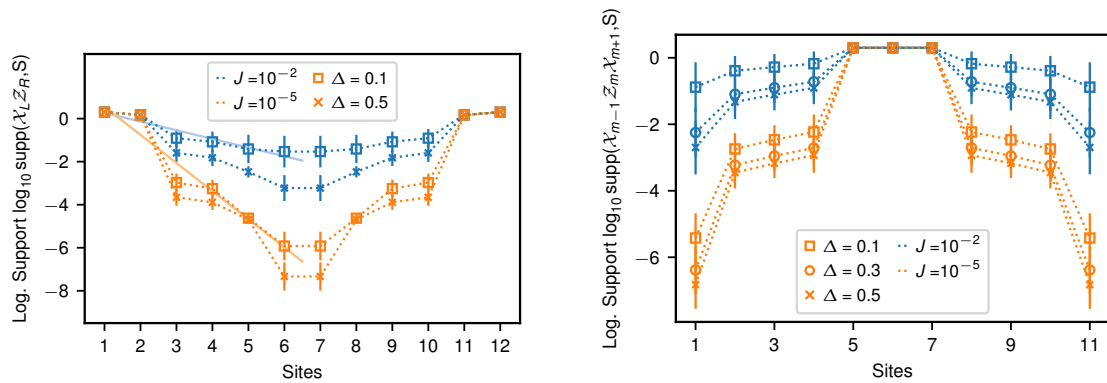 Log. Support log₁₀ supp(𝒳_L 𝒵_R,S)
0
−2
−4
−6
−8
J =10⁻²
J =10⁻⁵
Δ = 0.1
Δ = 0.5
1 2 3 4 5 6 7 8 9 10 11 12
Sites
Log. Support log₁₀ supp(𝒳_{m−1} 𝒵_m 𝒳_{m+1},S)
0
−2
−4
−6
Δ = 0.1
Δ = 0.3
Δ = 0.5
J =10⁻²
J =10⁻⁵
1 3 5 7 9 11
Sites